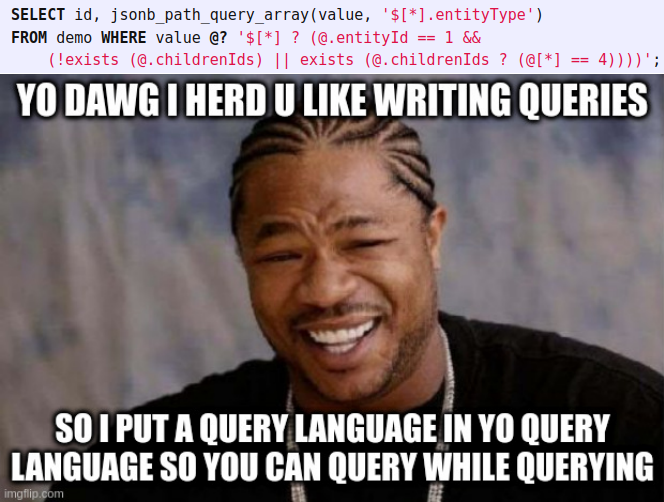 SELECT id, jsonb_path_query_array(value, '$[*].entityType')
FROM demo WHERE value @? '$[*] ? (@.entityId == 1 &&
(!exists (@.childrenIds) || exists (@.childrenIds ? (@[*] == 4))))';
YO DAWG I HERD U LIKE WRITING QUERIES
SO I PUT A QUERY LANGUAGE IN YO QUERY
LANGUAGE SO YOU CAN QUERY WHILE QUERYING
imgflip.com